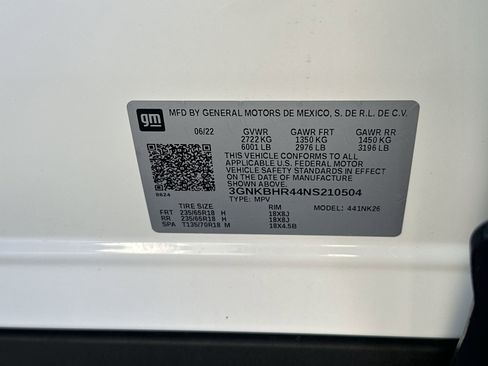 gm
MFD BY GENERAL MOTORS DE MEXICO, S. DE R.L. DE C.V.
06/22 GVWR GAWR FRT GAWR RR
2722 KG 1350 KG 1450 KG
6001 LB 2976 LB 3196 LB
THIS VEHICLE CONFORMS TO ALL
APPLICABLE U.S. FEDERAL MOTOR
VEHICLE SAFETY STANDARDS IN EFFECT
ON THE DATE OF MANUFACTURE
SHOWN ABOVE.
3GNKBHR44NS210504
8624 TYPE: MPV
TIRE SIZE RIM MODEL: 441NK26
FRT 235/65R18 H 18X8J
RR 235/65R18 H 18X8J
SPA T135/70R18 M 18X4.5B